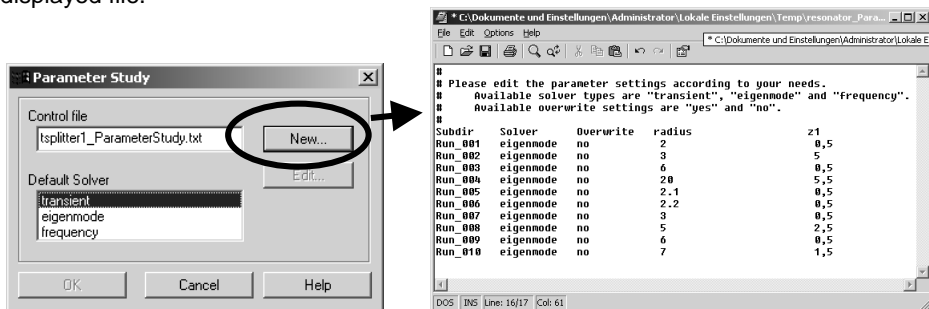 displayed file.
Parameter Study
Control file
tsplitter1_ParameterStudy.txt
New...
Edit...
Default Solver
transient
eigenmode
frequency
OK Cancel Help
* C:\Dokumente und Einstellungen\Administrator\Lokale Einstellungen\Temp\resonator_Para...
File Edit Options Help
* C:\Dokumente und Einstellungen\Administrator\Lokale E
#
# Please edit the parameter settings according to your needs.
# Available solver types are "transient", "eigenmode" and "frequency".
# Available overwrite settings are "yes" and "no".
#
Subdir Solver Overwrite radius z1
Run_001 eigenmode no 2 0,5
Run_002 eigenmode no 3 5
Run_003 eigenmode no 6 0,5
Run_004 eigenmode no 20 5,5
Run_005 eigenmode no 2.1 0,5
Run_006 eigenmode no 2.2 0,5
Run_007 eigenmode no 3 0,5
Run_008 eigenmode no 5 2,5
Run_009 eigenmode no 6 0,5
Run_010 eigenmode no 7 1,5
DOS INS Line: 16/17 Col: 61